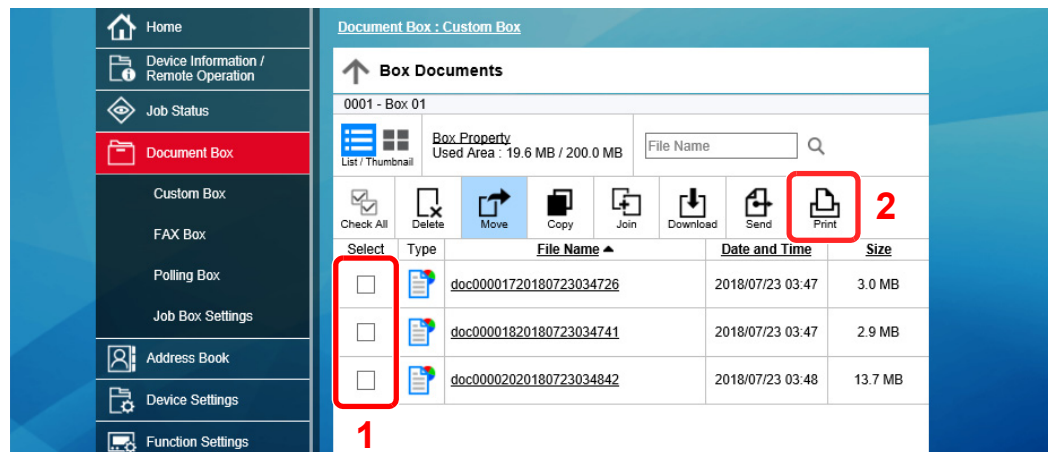 Home
Device Information /
Remote Operation
Job Status
Document Box
Custom Box
FAX Box
Polling Box
Job Box Settings
Address Book
Device Settings
Function Settings
Document Box : Custom Box
Box Documents
0001 - Box 01
List / Thumbnail
Box Property
Used Area : 19.6 MB / 200.0 MB
File Name
Check All Delete Move Copy Join Download Send Print 2
Select Type File Name Date and Time Size
doc00001720180723034726 2018/07/23 03:47 3.0 MB
doc00001820180723034741 2018/07/23 03:47 2.9 MB
doc00002020180723034842 2018/07/23 03:48 13.7 MB
1